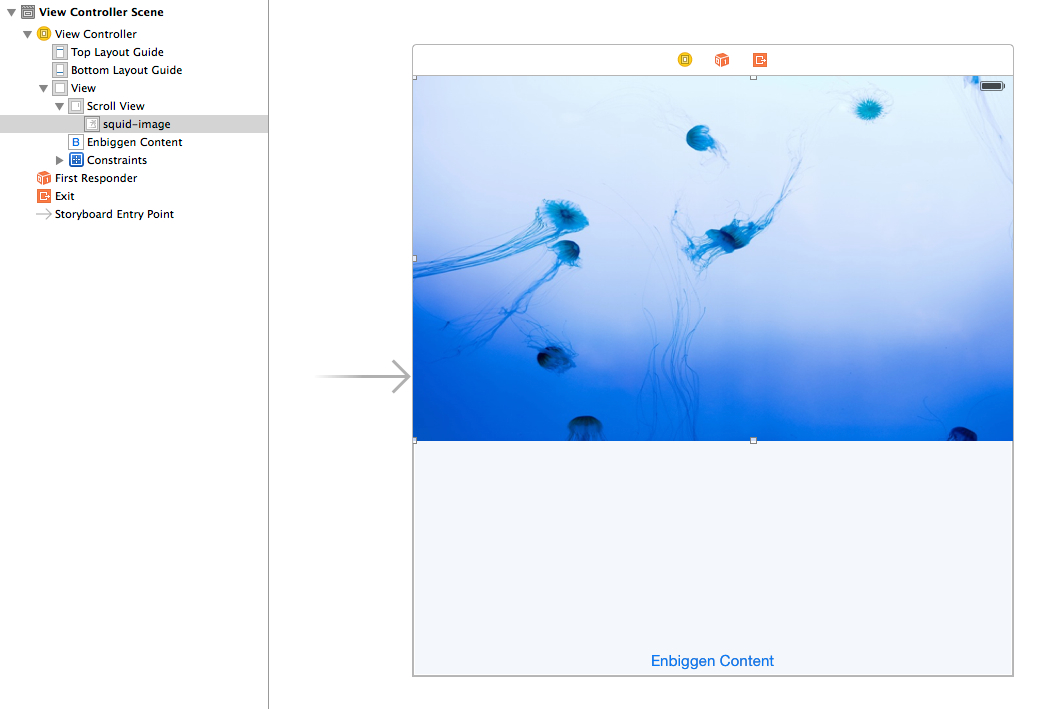 View Controller Scene
View Controller
Top Layout Guide
Bottom Layout Guide
View
Scroll View
squid-image
B Enbiggen Content
Constraints
First Responder
Exit
Storyboard Entry Point
Enbiggen Content